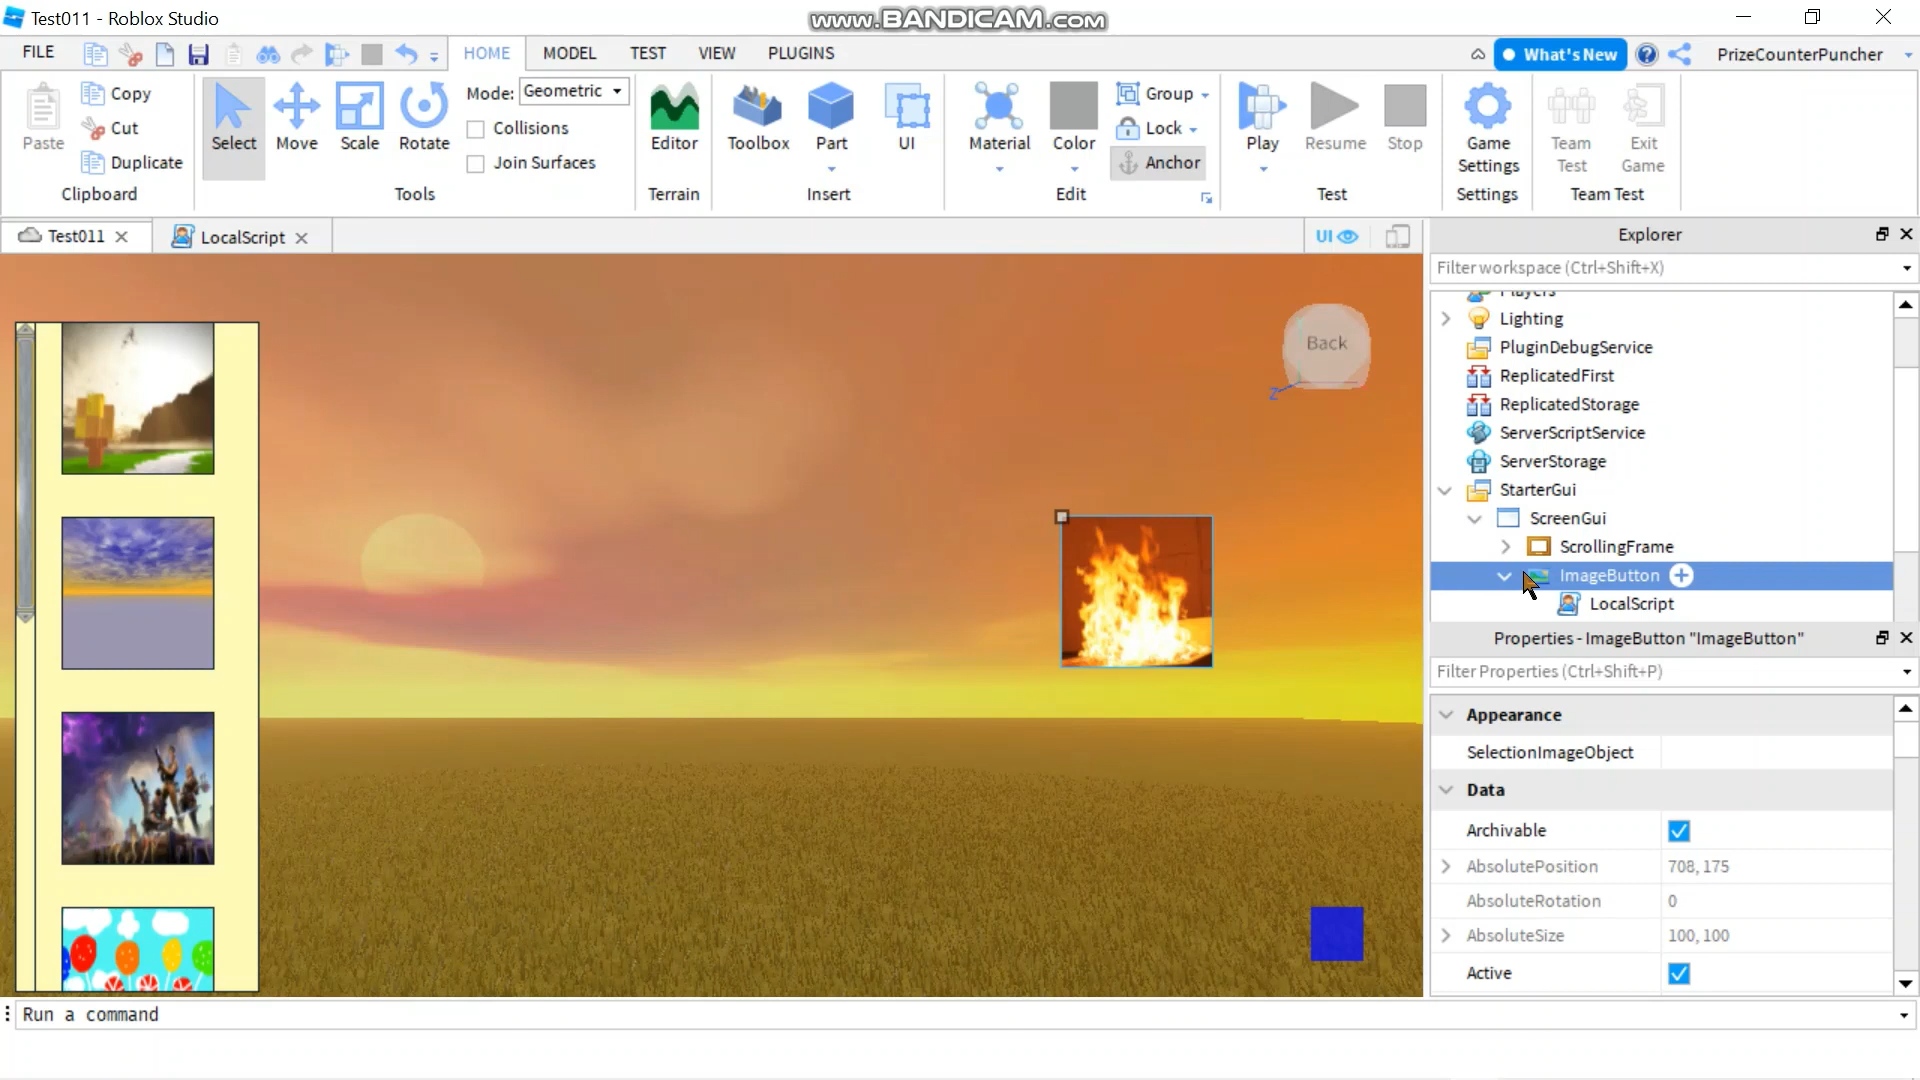 Test011 - Roblox Studio
www.BANDICAM.com
FILE
HOME
MODEL
TEST
VIEW
PLUGINS
What's New
PrizeCounterPuncher
Paste
Copy
Cut
Duplicate
Clipboard
Select
Move
Scale
Rotate
Mode: Geometric
Collisions
Join Surfaces
Tools
Editor
Terrain
Toolbox
Part
UI
Insert
Material
Color
Group
Lock
Anchor
Edit
Play
Resume
Stop
Test
Game Settings
Settings
Team Test
Exit Game
Team Test
Test011
LocalScript
UI
Explorer
Filter workspace (Ctrl+Shift+X)
Players
Lighting
PluginDebugService
ReplicatedFirst
ReplicatedStorage
ServerScriptService
ServerStorage
StarterGui
ScreenGui
ScrollingFrame
ImageButton
LocalScript
Back
Z
Properties - ImageButton "ImageButton"
Filter Properties (Ctrl+Shift+P)
Appearance
SelectionImageObject
Data
Archivable
AbsolutePosition 708, 175
AbsoluteRotation 0
AbsoluteSize 100, 100
Active
Run a command